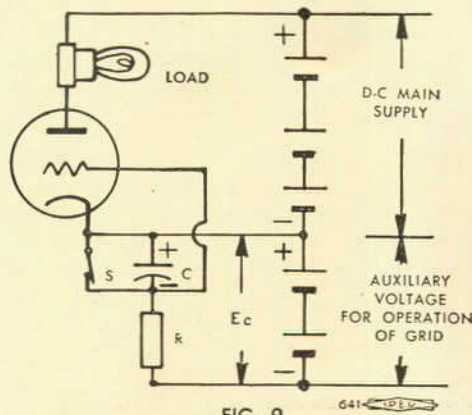 +
LOAD
D-C MAIN
SUPPLY
−
+
+
S
C
−
Ec
AUXILIARY
VOLTAGE
FOR OPERATION
OF GRID
R
−
641
FIG. 9